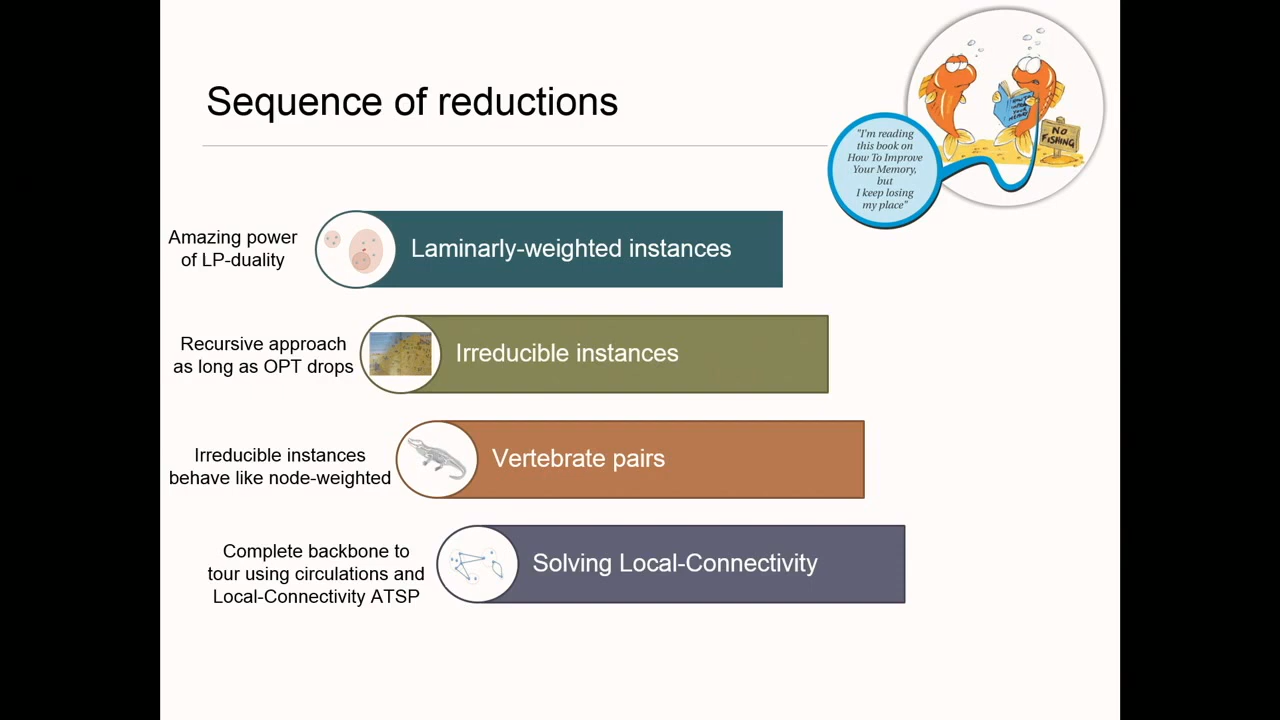 Sequence of reductions
"I'm reading
this book on
How To Improve
Your Memory,
but
I keep losing
my place"
NO
FISHING
Amazing power
of LP-duality
Laminarly-weighted instances
Recursive approach
as long as OPT drops
Irreducible instances
Irreducible instances
behave like node-weighted
Vertebrate pairs
Complete backbone to
tour using circulations and
Local-Connectivity ATSP
Solving Local-Connectivity